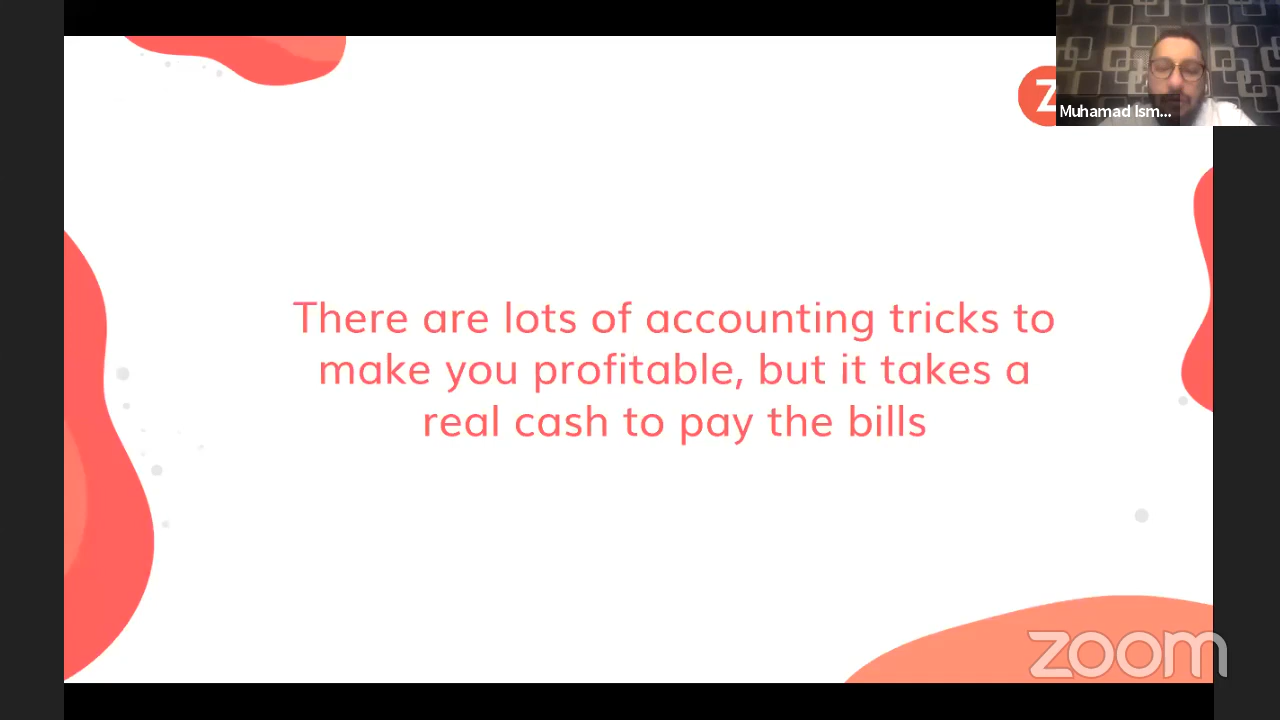 Z
Muhamad Ism...
There are lots of accounting tricks to
make you profitable, but it takes a
real cash to pay the bills
zoom